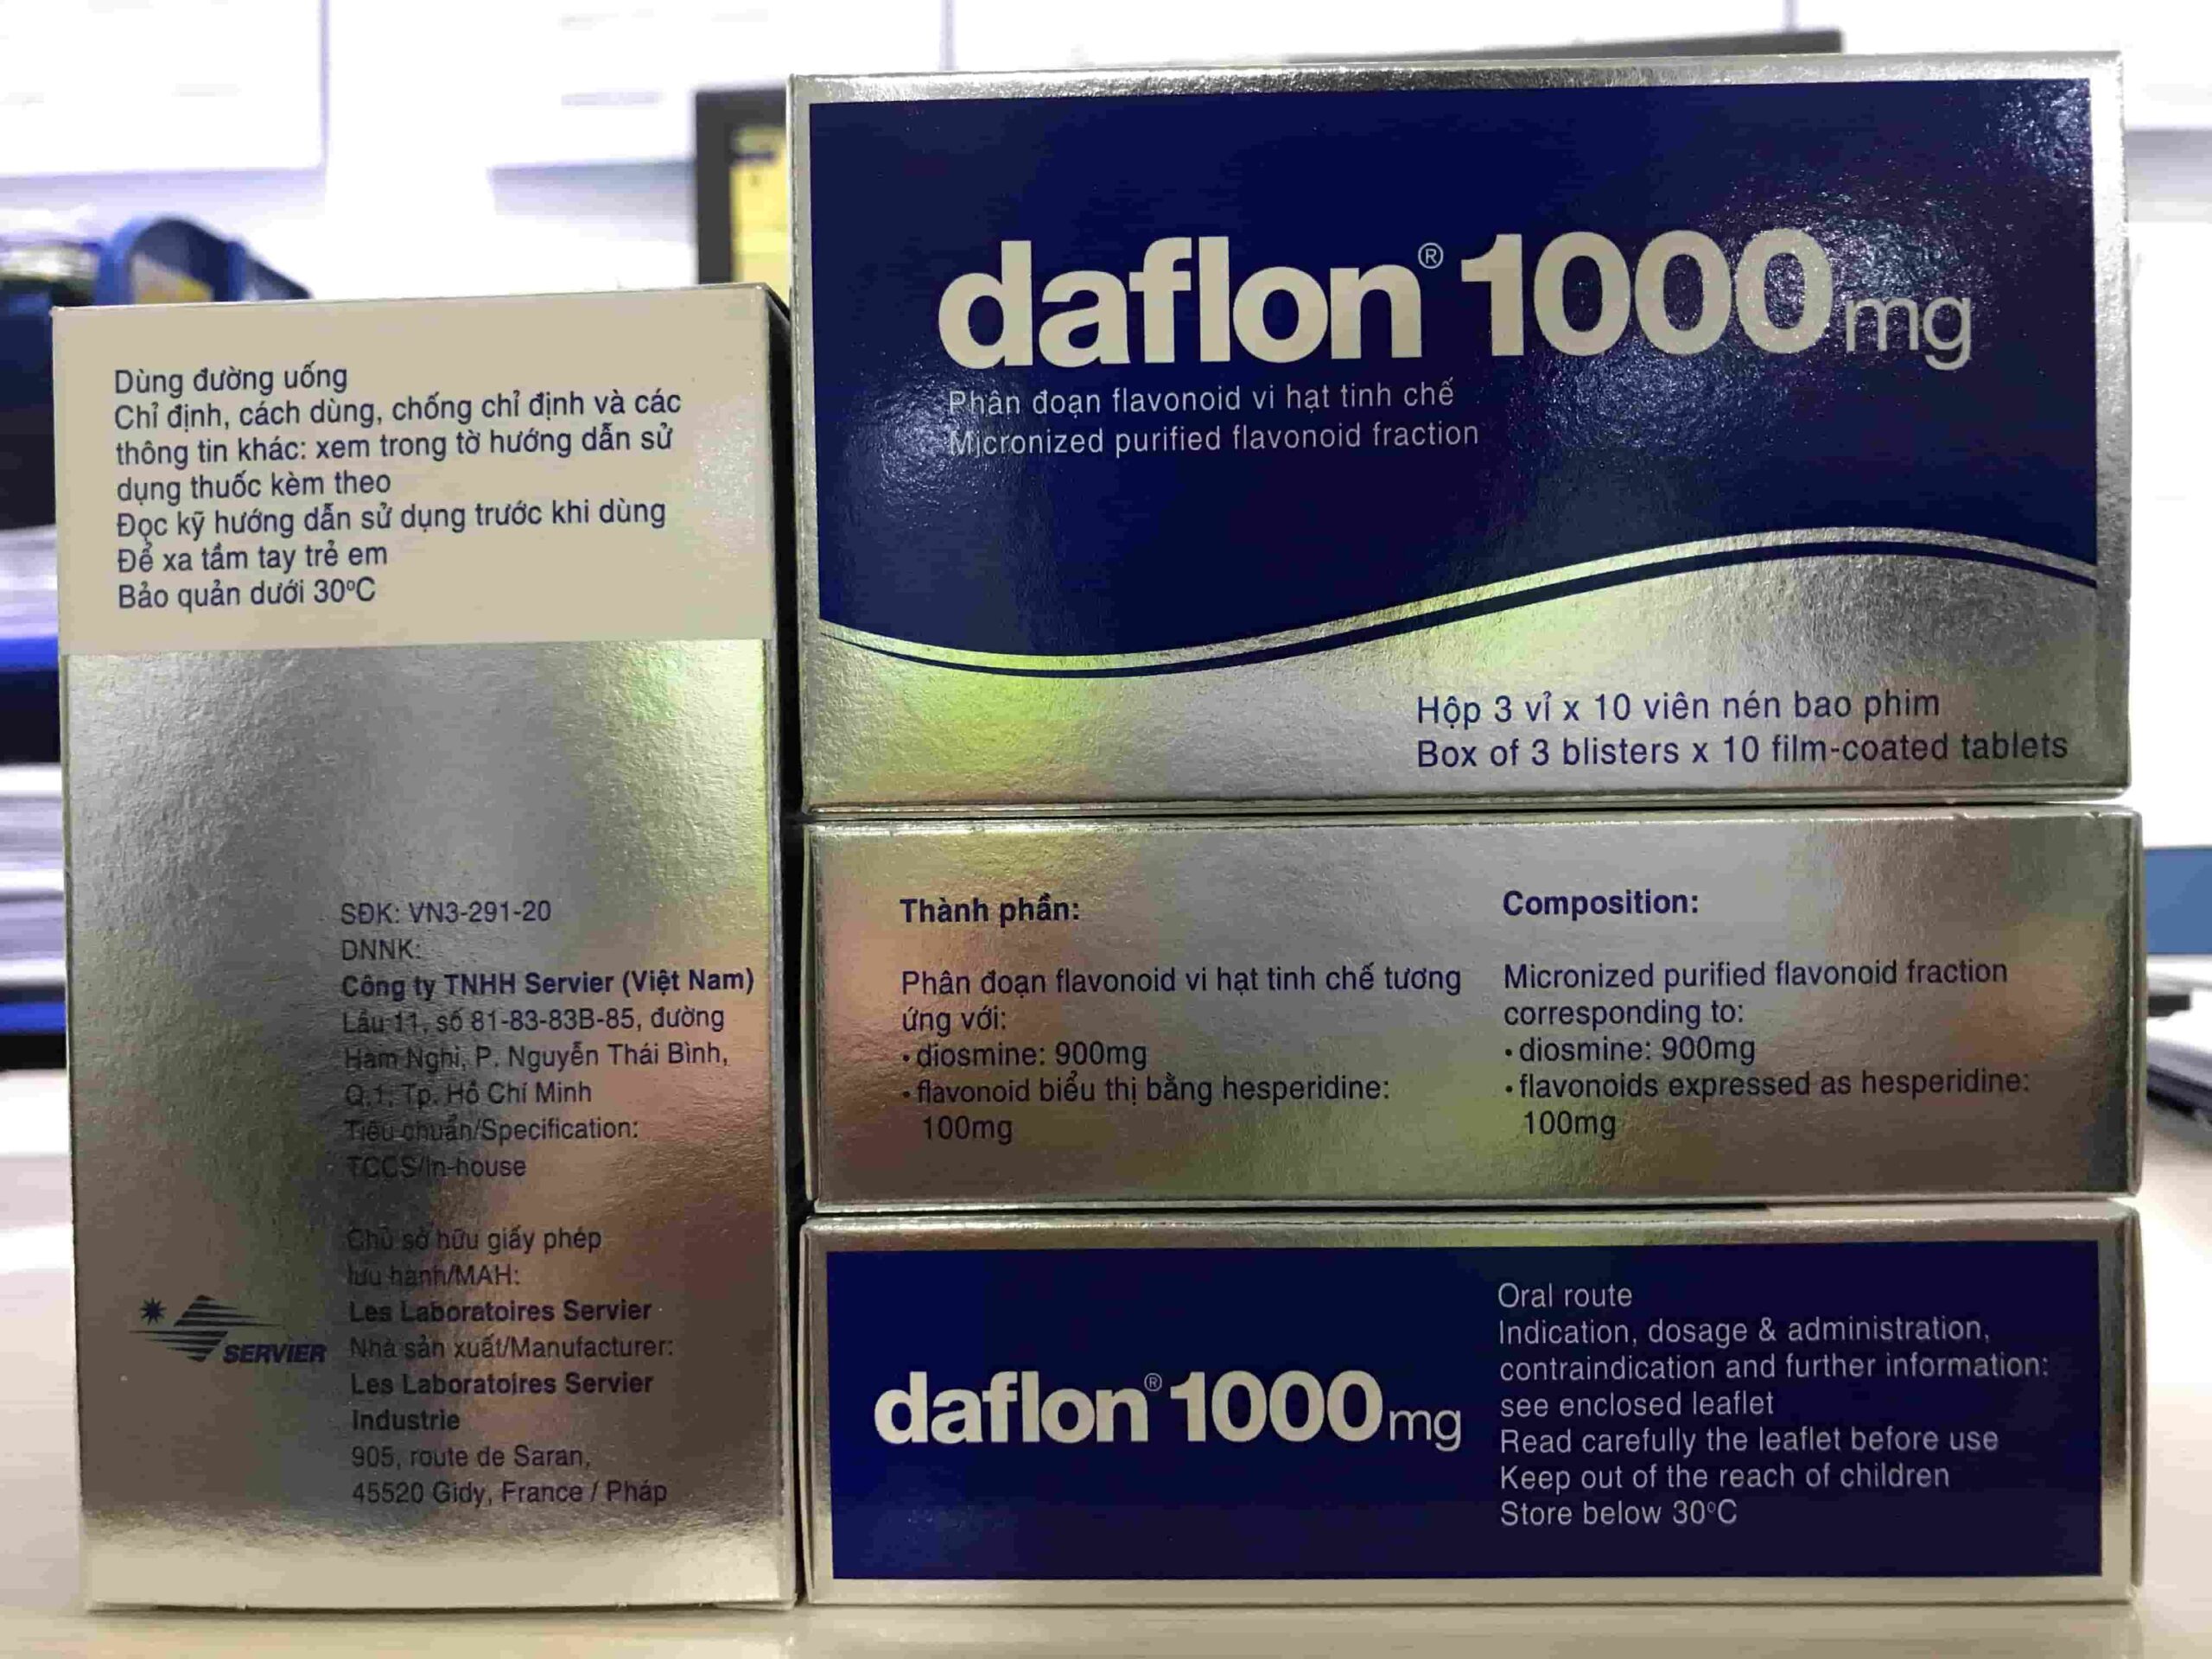 Dùng đường uống
Chỉ định, cách dùng, chống chỉ định và các
thông tin khác: xem trong tờ hướng dẫn sử
dụng thuốc kèm theo
Đọc kỹ hướng dẫn sử dụng trước khi dùng
Để xa tầm tay trẻ em
Bảo quản dưới 30°C
SĐK: VN3-291-20
DNNK:
Công ty TNHH Servier (Việt Nam)
Lầu 11, số 81-83-83B-85, đường
Hàm Nghi, P. Nguyễn Thái Bình,
Q.1, Tp. Hồ Chí Minh
Tiêu chuẩn/Specification:
TCCS/In-house
Chủ sở hữu giấy phép
lưu hành/MAH:
Les Laboratoires Servier
Nhà sản xuất/Manufacturer:
Les Laboratoires Servier
Industrie
905, route de Saran,
45520 Gidy, France / Pháp
SERVIER
daflon® 1000mg
Phân đoạn flavonoid vi hạt tinh chế
Micronized purified flavonoid fraction
Hộp 3 vỉ x 10 viên nén bao phim
Box of 3 blisters x 10 film-coated tablets
Thành phần:
Phân đoạn flavonoid vi hạt tinh chế tương
ứng với:
• diosmine: 900mg
• flavonoid biểu thị bằng hesperidine:
100mg
Composition:
Micronized purified flavonoid fraction
corresponding to:
• diosmine: 900mg
• flavonoids expressed as hesperidine:
100mg
daflon® 1000mg
Oral route
Indication, dosage & administration,
contraindication and further information:
see enclosed leaflet
Read carefully the leaflet before use
Keep out of the reach of children
Store below 30°C